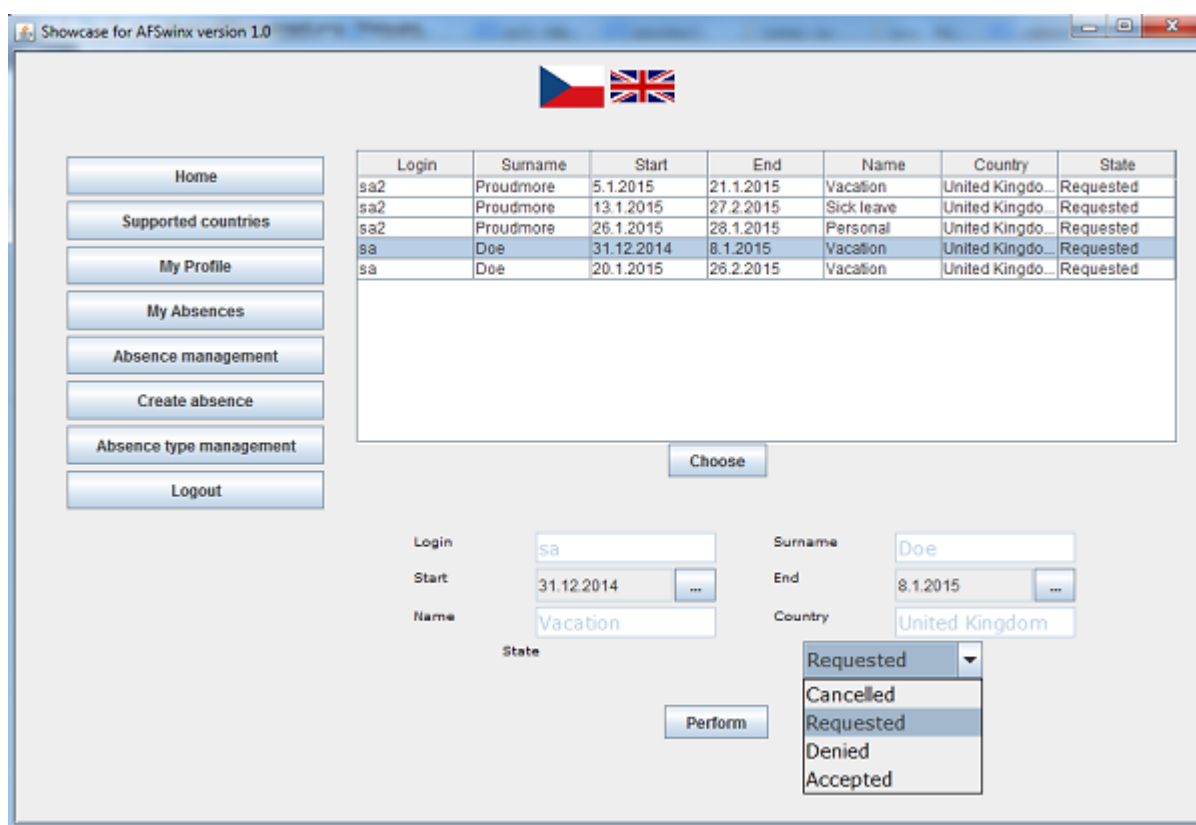 Showcase for AFSwinx version 1.0
Home
Supported countries
My Profile
My Absences
Absence management
Create absence
Absence type management
Logout
Login Surname Start End Name Country State
sa2 Proudmore 5.1.2015 21.1.2015 Vacation United Kingdo... Requested
sa2 Proudmore 13.1.2015 27.2.2015 Sick leave United Kingdo... Requested
sa2 Proudmore 26.1.2015 28.1.2015 Personal United Kingdo... Requested
sa Doe 31.12.2014 8.1.2015 Vacation United Kingdo... Requested
sa Doe 20.1.2015 26.2.2015 Vacation United Kingdo... Requested
Choose
Login sa Surname Doe
Start 31.12.2014 ... End 8.1.2015 ...
Name Vacation Country United Kingdom
State Requested
Cancelled
Requested
Denied
Accepted
Perform